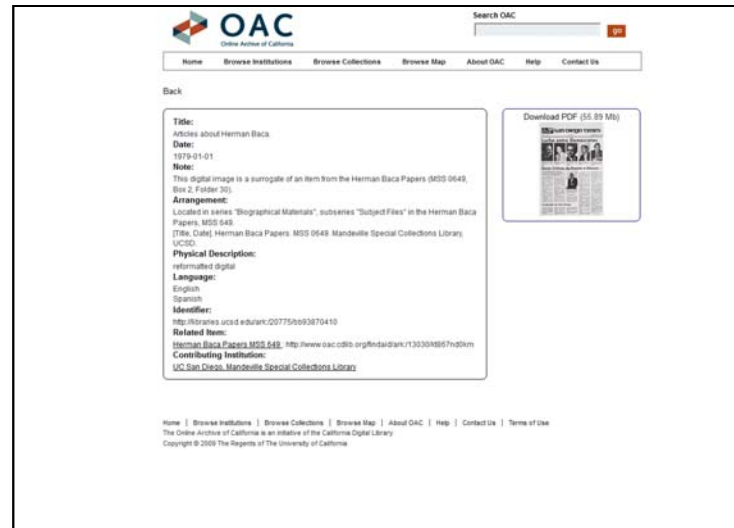 OAC
Online Archive of California
Search OAC
go
Home Browse Institutions Browse Collections Browse Map About OAC Help Contact Us
Back
Title:
Articles about Herman Baca.
Date:
1979-01-01
Note:
This digital image is a surrogate of an item from the Herman Baca Papers (MSS 0649,
Box 2, Folder 30).
Arrangement:
Located in series "Biographical Materials", subseries "Subject Files" in the Herman Baca
Papers, MSS 649.
[Title, Date]. Herman Baca Papers. MSS 0649. Mandeville Special Collections Library,
UCSD.
Physical Description:
reformatted digital
Language:
English
Spanish
Identifier:
http://libraries.ucsd.edu/ark:/20775/bb93870410
Related Item:
Herman Baca Papers MSS 649 : http://www.oac.cdlib.org/findaid/ark:/13030/kt867nd0km
Contributing Institution:
UC San Diego, Mandeville Special Collections Library
Download PDF (55.89 Mb)
san diego times
Home | Browse Institutions | Browse Collections | Browse Map | About OAC | Help | Contact Us | Terms of Use
The Online Archive of California is an initiative of the California Digital Library
Copyright © 2009 The Regents of The University of California